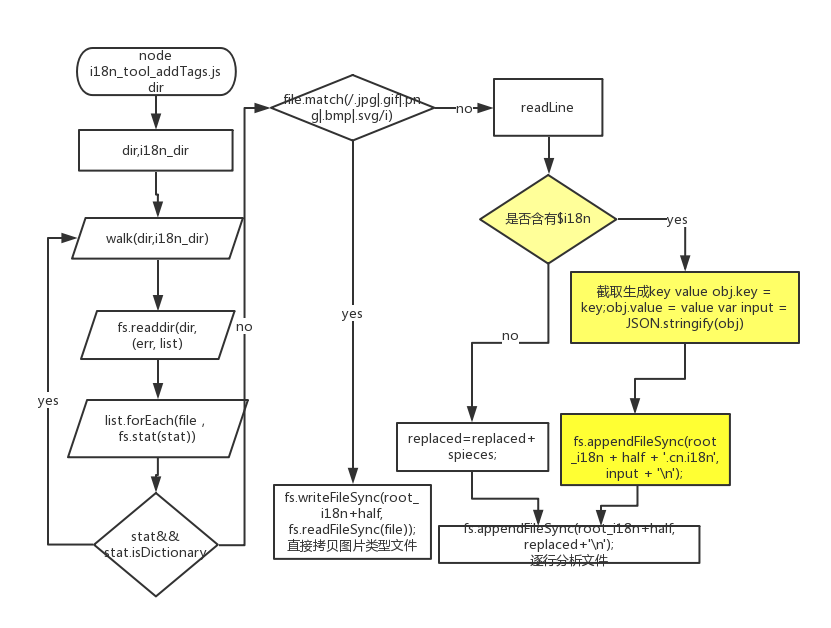 node
i18n_tool_addTags.js
dir
dir,i18n_dir
walk(dir,i18n_dir)
fs.readdir(dir,
(err, list)
list.forEach(file ,
fs.stat(stat))
stat&&
stat.isDictionary
yes
no
file.match(/.jpg|.gif|.pn
g|.bmp|.svg/i)
yes
fs.writeFileSync(root_
i18n+half,
fs.readFileSync(file));
直接拷贝图片类型文件
no
readLine
是否含有$i18n
yes
截取生成key value obj.key =
key;obj.value = value var input =
JSON.stringify(obj)
no
replaced=replaced+
spieces;
fs.appendFileSync(root
_i18n + half + '.cn.i18n',
input + '\n');
fs.appendFileSync(root_i18n+half,
replaced+'\n');
逐行分析文件